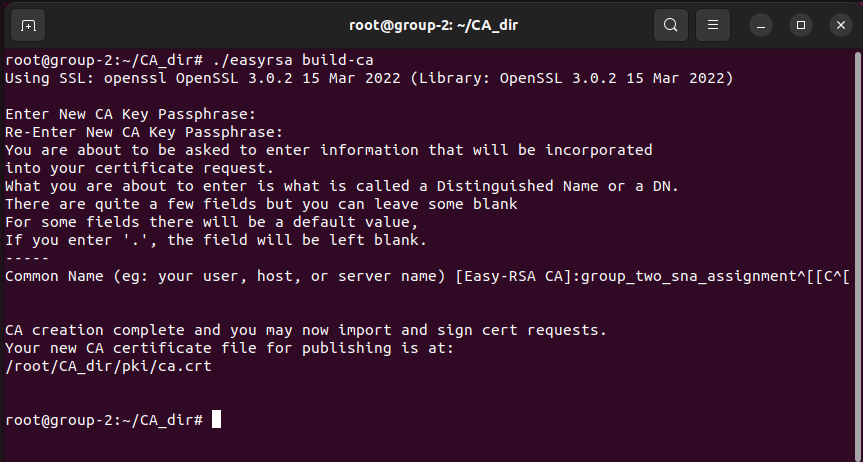 root@group-2: ~/CA_dir
root@group-2:~/CA_dir# ./easyrsa build-ca
Using SSL: openssl OpenSSL 3.0.2 15 Mar 2022 (Library: OpenSSL 3.0.2 15 Mar 2022)
Enter New CA Key Passphrase:
Re-Enter New CA Key Passphrase:
You are about to be asked to enter information that will be incorporated
into your certificate request.
What you are about to enter is what is called a Distinguished Name or a DN.
There are quite a few fields but you can leave some blank
For some fields there will be a default value,
If you enter '.', the field will be left blank.
-----
Common Name (eg: your user, host, or server name) [Easy-RSA CA]:group_two_sna_assignment^[[C^[
CA creation complete and you may now import and sign cert requests.
Your new CA certificate file for publishing is at:
/root/CA_dir/pki/ca.crt
root@group-2:~/CA_dir#